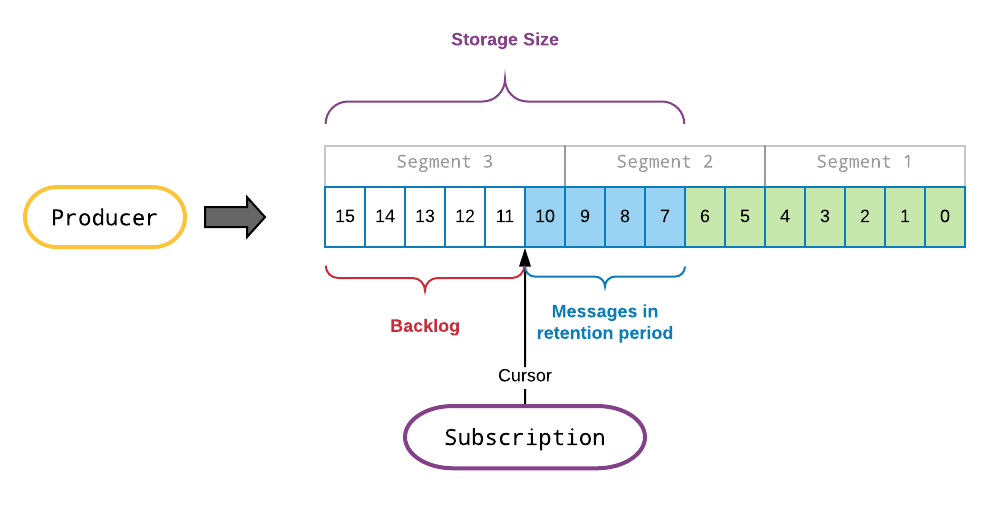 Storage Size
Segment 3 Segment 2 Segment 1
Producer
15 14 13 12 11 10 9 8 7 6 5 4 3 2 1 0
Backlog
Messages in
retention period
Cursor
Subscription